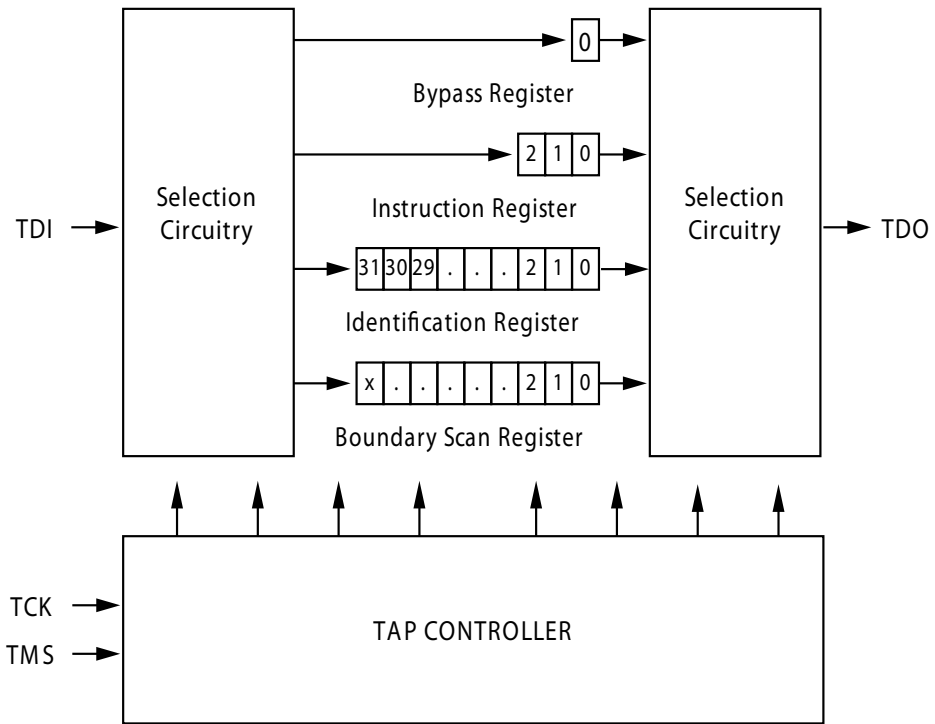 0
Bypass Register
2 1 0
Instruction Register
TDI
Selection
Circuitry
Selection
Circuitry
TDO
31 30 29 . . . 2 1 0
Identification Register
x . . . . . 2 1 0
Boundary Scan Register
TCK
TMS
TAP CONTROLLER